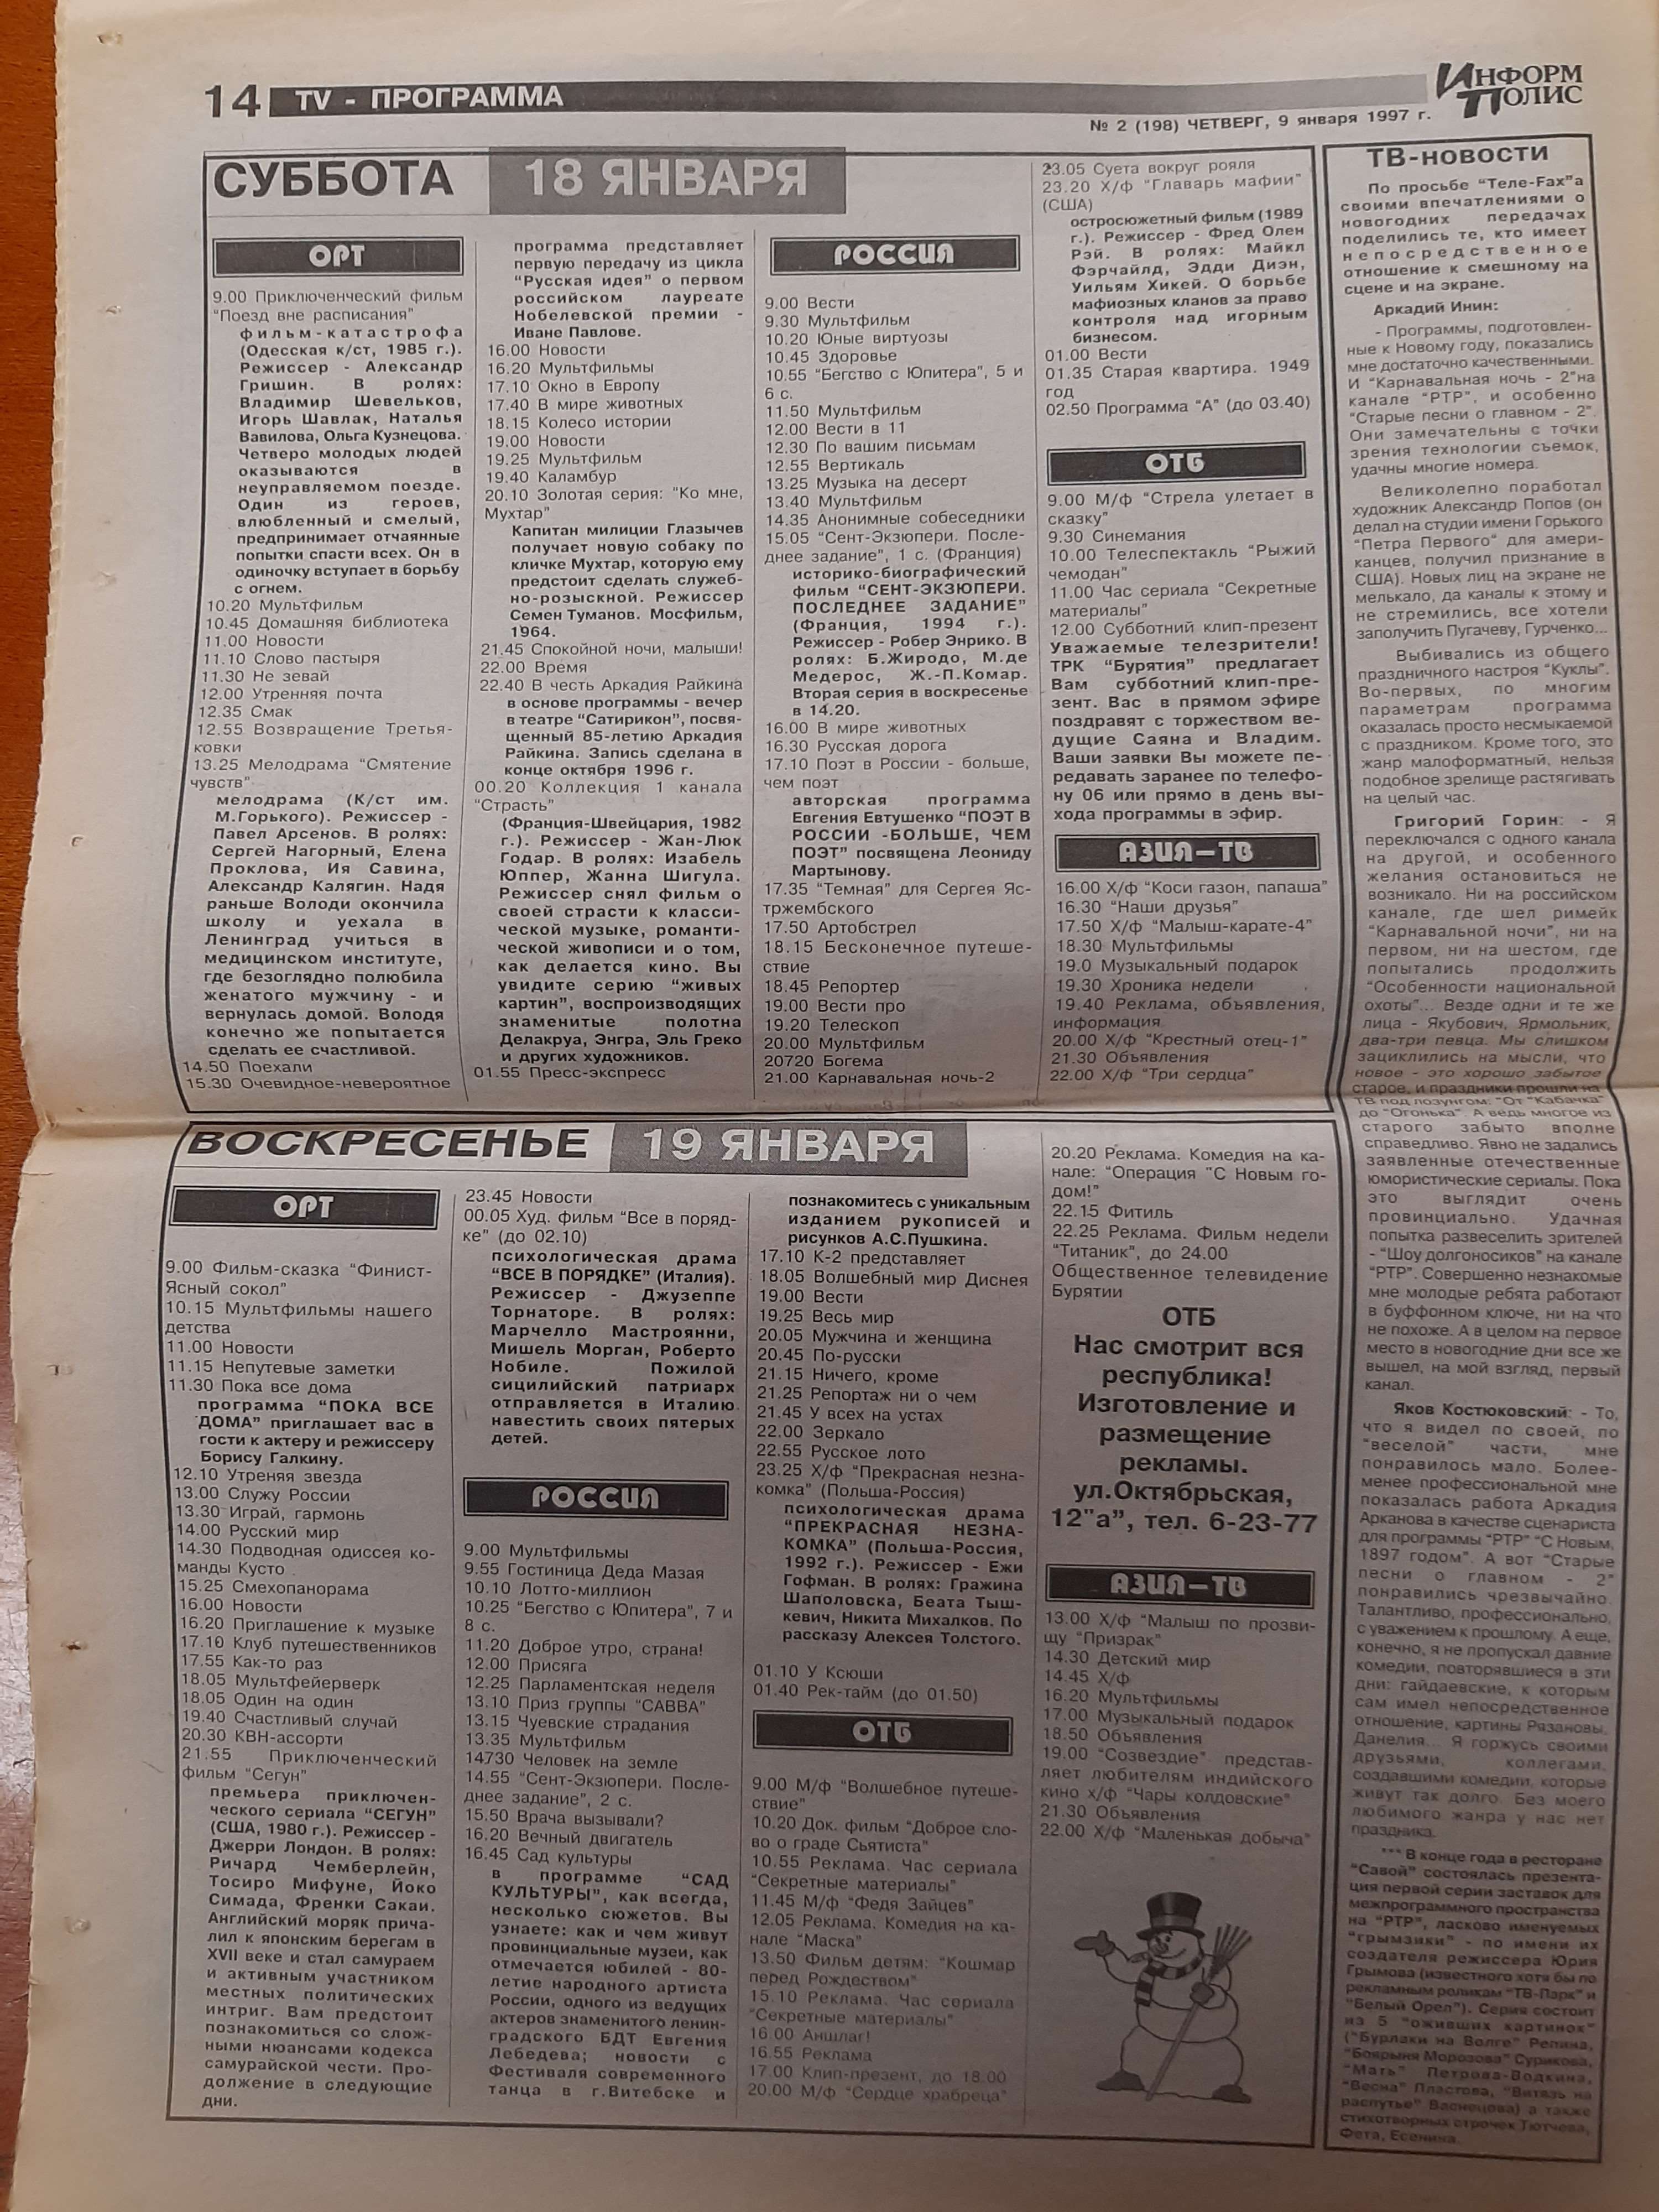 14 TV - ПРОГРАММА
ИНФОРМ
ПОЛИС
№ 2 (198) ЧЕТВЕРГ, 9 января 1997 г.
СУББОТА 18 ЯНВАРЯ
ОРТ
9.00 Приключенческий фильм
"Поезд вне расписания"
фильм-катастрофа
(Одесская к/ст, 1985 г.).
Режиссер - Александр
Гришин. В ролях:
Владимир Шевельков,
Игорь Шавлак, Наталья
Вавилова, Ольга Кузнецова.
Четверо молодых людей
оказываются в
неуправляемом поезде.
Один из героев,
влюбленный и смелый,
предпринимает отчаянные
попытки спасти всех. Он в
одиночку вступает в борьбу
с огнем.
10.20 Мультфильм
10.45 Домашняя библиотека
11.00 Новости
11.10 Слово пастыря
11.30 Не зевай
12.00 Утренняя почта
12.35 Смак
12.55 Возвращение Третья-
ковки
13.25 Мелодрама "Смятение
чувств"
мелодрама (К/ст им.
М.Горького). Режиссер -
Павел Арсенов. В ролях:
Сергей Нагорный, Елена
Проклова, Ия Савина,
Александр Калягин. Надя
раньше Володи окончила
школу и уехала в
Ленинград учиться в
медицинском институте,
где безоглядно полюбила
женатого мужчину - и
вернулась домой. Володя
конечно же попытается
сделать ее счастливой.
14.50 Поехали
15.30 Очевидное-невероятное
программа представляет
первую передачу из цикла
"Русская идея" о первом
российском лауреате
Нобелевской премии -
Иване Павлове.
16.00 Новости
16.20 Мультфильмы
17.10 Окно в Европу
17.40 В мире животных
18.15 Колесо истории
19.00 Новости
19.25 Мультфильм
19.40 Каламбур
20.10 Золотая серия: "Ко мне,
Мухтар"
Капитан милиции Глазычев
получает новую собаку по
кличке Мухтар, которую ему
предстоит сделать служеб-
но-розыскной. Режиссер
Семен Туманов. Мосфильм,
1964.
21.45 Спокойной ночи, малыши!
22.00 Время
22.40 В честь Аркадия Райкина
в основе программы - вечер
в театре "Сатирикон", посвя-
щенный 85-летию Аркадия
Райкина. Запись сделана в
конце октября 1996 г.
00.20 Коллекция 1 канала
"Страсть"
(Франция-Швейцария, 1982
г.). Режиссер - Жан-Люк
Годар. В ролях: Изабель
Юппер, Жанна Шигула.
Режиссер снял фильм о
своей страсти к класси-
ческой музыке, романти-
ческой живописи и о том,
как делается кино. Вы
увидите серию "живых
картин", воспроизводящих
знаменитые полотна
Делакруа, Энгра, Эль Греко
и других художников.
01.55 Пресс-экспресс
РОССИЯ
9.00 Вести
9.30 Мультфильм
10.20 Юные виртуозы
10.45 Здоровье
10.55 "Бегство с Юпитера", 5 и
6 с.
11.50 Мультфильм
12.00 Вести в 11
12.30 По вашим письмам
12.55 Вертикаль
13.25 Музыка на десерт
13.40 Мультфильм
14.35 Анонимные собеседники
15.05 "Сент-Экзюпери. После-
днее задание", 1 с. (Франция)
историко-биографический
фильм "СЕНТ-ЭКЗЮПЕРИ.
ПОСЛЕДНЕЕ ЗАДАНИЕ"
(Франция, 1994 г.).
Режиссер - Робер Энрико. В
ролях: Б.Жиродо, М.де
Медерос, Ж.-П.Комар.
Вторая серия в воскресенье
в 14.20.
16.00 В мире животных
16.30 Русская дорога
17.10 Поэт в России - больше,
чем поэт
авторская программа
Евгения Евтушенко "ПОЭТ В
РОССИИ -БОЛЬШЕ, ЧЕМ
ПОЭТ" посвящена Леониду
Мартынову.
17.35 "Темная" для Сергея Яс-
тржембского
17.50 Артобстрел
18.15 Бесконечное путеше-
ствие
18.45 Репортер
19.00 Вести про
19.20 Телескоп
20.00 Мультфильм
20720 Богема
21.00 Карнавальная ночь-2
23.05 Суета вокруг рояля
23.20 Х/ф "Главарь мафии"
(США)
остросюжетный фильм (1989
г.). Режиссер - Фред Олен
Рэй. В ролях: Майкл
Фэрчайлд, Эдди Диэн,
Уильям Хикей. О борьбе
мафиозных кланов за право
контроля над игорным
бизнесом.
01.00 Вести
01.35 Старая квартира. 1949
год
02.50 Программа "А" (до 03.40)
ОТБ
9.00 М/ф "Стрела улетает в
сказку"
9.30 Синемания
10.00 Телеспектакль "Рыжий
чемодан"
11.00 Час сериала "Секретные
материалы"
12.00 Субботний клип-презент
Уважаемые телезрители!
ТРК "Бурятия" предлагает
Вам субботний клип-пре-
зент. Вас в прямом эфире
поздравят с торжеством ве-
дущие Саяна и Владим.
Ваши заявки Вы можете пе-
редавать заранее по телефо-
ну 06 или прямо в день вы-
хода программы в эфир.
АЗИЯ-ТВ
16.00 Х/ф "Коси газон, папаша"
16.30 "Наши друзья"
17.50 Х/ф "Малыш-карате-4"
18.30 Мультфильмы
19.0 Музыкальный подарок
19.30 Хроника недели
19.40 Реклама, объявления,
информация
20.00 Х/ф "Крестный отец-1"
21.30 Объявления
22.00 Х/ф "Три сердца"
ВОСКРЕСЕНЬЕ 19 ЯНВАРЯ
ОРТ
9.00 Фильм-сказка "Финист-
Ясный сокол"
10.15 Мультфильмы нашего
детства
11.00 Новости
11.15 Непутевые заметки
11.30 Пока все дома
программа "ПОКА ВСЕ
ДОМА" приглашает вас в
гости к актеру и режиссеру
Борису Галкину.
12.10 Утреняя звезда
13.00 Служу России
13.30 Играй, гармонь
14.00 Русский мир
14.30 Подводная одиссея ко-
манды Кусто
15.25 Смехопанорама
16.00 Новости
16.20 Приглашение к музыке
17.10 Клуб путешественников
17.55 Как-то раз
18.05 Мультфейерверк
18.05 Один на один
19.40 Счастливый случай
20.30 КВН-ассорти
21.55 Приключенческий
фильм "Сегун"
премьера приключен-
ческого сериала "СЕГУН"
(США, 1980 г.). Режиссер -
Джерри Лондон. В ролях:
Ричард Чемберлейн,
Тосиро Мифуне, Йоко
Симада, Френки Сакаи.
Английский моряк прича-
лил к японским берегам в
XVII веке и стал самураем
и активным участником
местных политических
интриг. Вам предстоит
познакомиться со слож-
ными нюансами кодекса
самурайской чести. Про-
должение в следующие
дни.
23.45 Новости
00.05 Худ. фильм "Все в поряд-
ке" (до 02.10)
психологическая драма
"ВСЕ В ПОРЯДКЕ" (Италия).
Режиссер - Джузеппе
Торнаторе. В ролях:
Марчелло Мастроянни,
Мишель Морган, Роберто
Нобиле. Пожилой
сицилийский патриарх
отправляется в Италию
навестить своих пятерых
детей.
РОССИЯ
9.00 Мультфильмы
9.55 Гостиница Деда Мазая
10.10 Лотто-миллион
10.25 "Бегство с Юпитера", 7 и
8 с.
11.20 Доброе утро, страна!
12.00 Присяга
12.25 Парламентская неделя
13.10 Приз группы "САВВА"
13.15 Чуевские страдания
13.35 Мультфильм
14730 Человек на земле
14.55 "Сент-Экзюпери. После-
днее задание", 2 с.
15.50 Врача вызывали?
16.20 Вечный двигатель
16.45 Сад культуры
в программе "САД
КУЛЬТУРЫ", как всегда,
несколько сюжетов. Вы
узнаете: как и чем живут
провинциальные музеи, как
отмечается юбилей - 80-
летие народного артиста
России, одного из ведущих
актеров знаменитого ленин-
градского БДТ Евгения
Лебедева; новости с
Фестиваля современного
танца в г.Витебске и
познакомитесь с уникальным
изданием рукописей и
рисунков А.С.Пушкина.
17.10 К-2 представляет
18.05 Волшебный мир Диснея
19.00 Вести
19.25 Весь мир
20.05 Мужчина и женщина
20.45 По-русски
21.15 Ничего, кроме
21.25 Репортаж ни о чем
21.45 У всех на устах
22.00 Зеркало
22.55 Русское лото
23.25 Х/ф "Прекрасная незна-
комка" (Польша-Россия)
психологическая драма
"ПРЕКРАСНАЯ НЕЗНА-
КОМКА" (Польша-Россия,
1992 г.). Режиссер - Ежи
Гофман. В ролях: Гражина
Шаполовска, Беата Тыш-
кевич, Никита Михалков. По
рассказу Алексея Толстого.
01.10 У Ксюши
01.40 Рек-тайм (до 01.50)
ОТБ
9.00 М/ф "Волшебное путеше-
ствие"
10.20 Док. фильм "Доброе сло-
во о граде Сьятиста"
10.55 Реклама. Час сериала
"Секретные материалы"
11.45 М/ф "Федя Зайцев"
12.05 Реклама. Комедия на ка-
нале "Маска"
13.50 Фильм детям: "Кошмар
перед Рождеством"
15.10 Реклама. Час сериала
"Секретные материалы"
16.00 Аншлаг!
16.55 Реклама
17.00 Клип-презент, до 18.00
20.00 М/ф "Сердце храбреца"
20.20 Реклама. Комедия на ка-
нале: "Операция "С Новым го-
дом!"
22.15 Фитиль
22.25 Реклама. Фильм недели
"Титаник", до 24.00
Общественное телевидение
Бурятии
ОТБ
Нас смотрит вся
республика!
Изготовление и
размещение
рекламы.
ул.Октябрьская,
12"а", тел. 6-23-77
АЗИЯ-ТВ
13.00 Х/ф "Малыш по прозви-
щу "Призрак"
14.30 Детский мир
14.45 Х/ф
16.20 Мультфильмы
17.00 Музыкальный подарок
18.50 Объявления
19.00 "Созвездие" представ-
ляет любителям индийского
кино х/ф "Чары колдовские"
21.30 Объявления
22.00 Х/ф "Маленькая добыча"
ТВ-новости
По просьбе "Теле-Fax"а
своими впечатлениями о
новогодних передачах
поделились те, кто имеет
непосредственное
отношение к смешному на
сцене и на экране.
Аркадий Инин:
- Программы, подготовлен-
ные к Новому году, показались
мне достаточно качественными.
И "Карнавальная ночь - 2"на
канале "РТР", и особенно
"Старые песни о главном - 2".
Они замечательны с точки
зрения технологии съемок,
удачны многие номера.
Великолепно поработал
художник Александр Попов (он
делал на студии имени Горького
"Петра Первого" для амери-
канцев, получил признание в
США). Новых лиц на экране не
мелькало, да каналы к этому и
не стремились, все хотели
заполучить Пугачеву, Гурченко...
Выбивались из общего
праздничного настроя "Куклы".
Во-первых, по многим
параметрам программа
оказалась просто несмыкаемой
с праздником. Кроме того, это
жанр малоформатный, нельзя
подобное зрелище растягивать
на целый час.
Григорий Горин: - Я
переключался с одного канала
на другой, и особенного
желания остановиться не
возникало. Ни на российском
канале, где шел римейк
"Карнавальной ночи", ни на
первом, ни на шестом, где
попытались продолжить
"Особенности национальной
охоты"... Везде одни и те же
лица - Якубович, Ярмольник,
два-три певца. Мы слишком
зациклились на мысли, что
новое - это хорошо забытое
старое, и праздники прошли на
ТВ под лозунгом: "От "Кабачка"
до "Огонька". А ведь многое из
старого забыто вполне
справедливо. Явно не задались
заявленные отечественные
юмористические сериалы. Пока
это выглядит очень
провинциально. Удачная
попытка развеселить зрителей
- "Шоу долгоносиков" на канале
"РТР". Совершенно незнакомые
мне молодые ребята работают
в буффонном ключе, ни на что
не похоже. А в целом на первое
место в новогодние дни все же
вышел, на мой взгляд, первый
канал.
Яков Костюковский: - То,
что я видел по своей, по
"веселой" части, мне
понравилось мало. Более-
менее профессиональной мне
показалась работа Аркадия
Арканова в качестве сценариста
для программы "РТР" "С Новым,
1897 годом". А вот "Старые
песни о главном - 2"
понравились чрезвычайно.
Талантливо, профессионально,
с уважением к прошлому. А еще,
конечно, я не пропускал давние
комедии, повторявшиеся в эти
дни: гайдаевские, к которым
сам имел непосредственное
отношение, картины Рязановы,
Данелия... Я горжусь своими
друзьями, коллегами,
создавшими комедии, которые
живут так долго. Без моего
любимого жанра у нас нет
праздника.
*** В конце года в ресторане
"Савой" состоялась презента-
ция первой серии заставок для
межпрограммного пространства
на "РТР", ласково именуемых
"грымзики" - по имени их
создателя режиссера Юрия
Грымова (известного хотя бы по
рекламным роликам "ТВ-Парк" и
"Белый Орел"). Серия состоит
из 5 "оживших картинок"
("Бурлаки на Волге" Репина,
"Боярыня Морозова" Сурикова,
"Мать" Петрова-Водкина,
"Весна" Пластова, "Витязь на
распутье" Васнецова) а также
стихотворных строчек Тютчева,
Фета, Есенина.